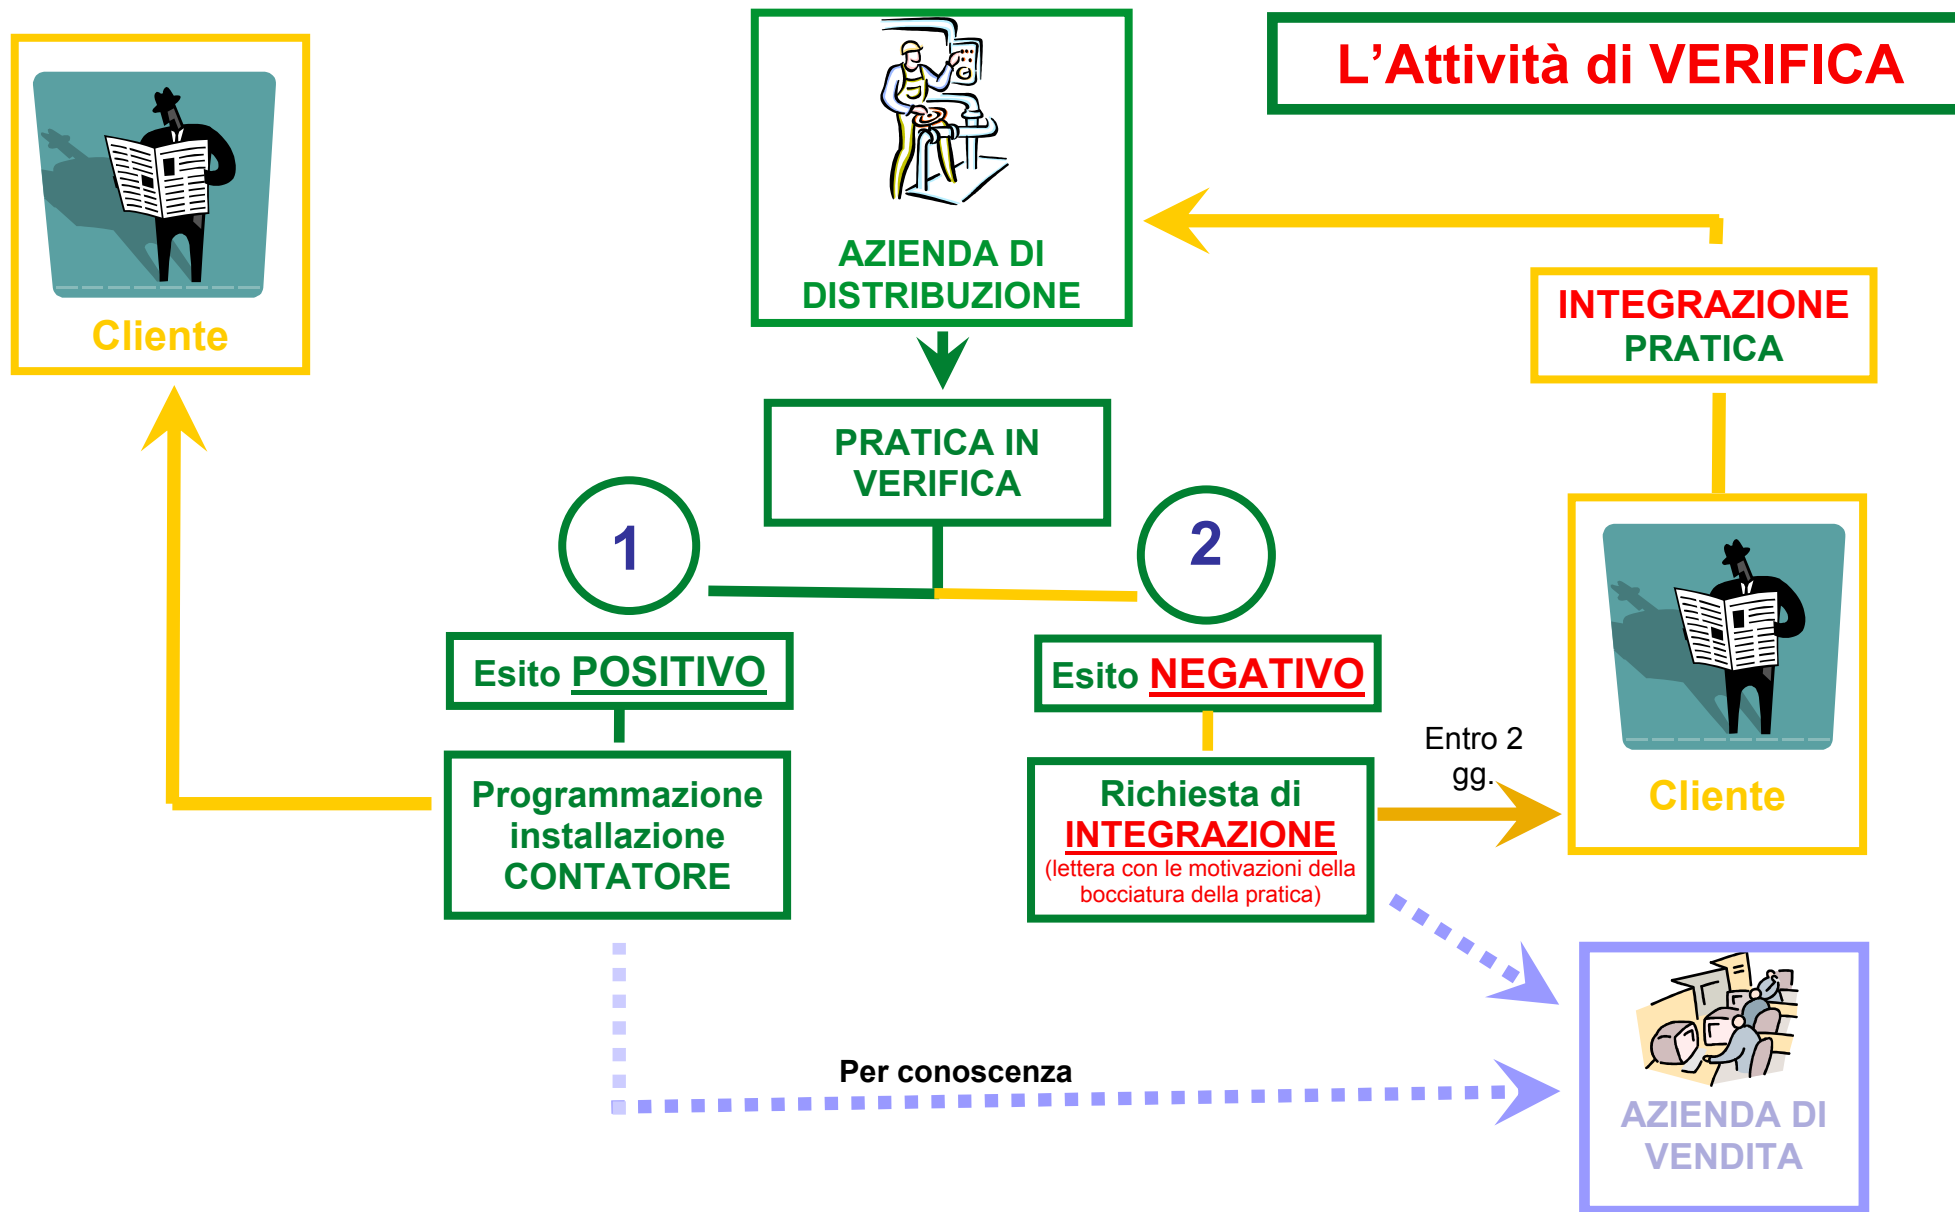 L’Attività di VERIFICA
Cliente
AZIENDA DI
DISTRIBUZIONE
INTEGRAZIONE
PRATICA
PRATICA IN
VERIFICA
1
2
Esito POSITIVO
Esito NEGATIVO
Programmazione
installazione
CONTATORE
Richiesta di
INTEGRAZIONE
(lettera con le motivazioni della
bocciatura della pratica)
Entro 2
gg.
Cliente
Per conoscenza
AZIENDA DI
VENDITA